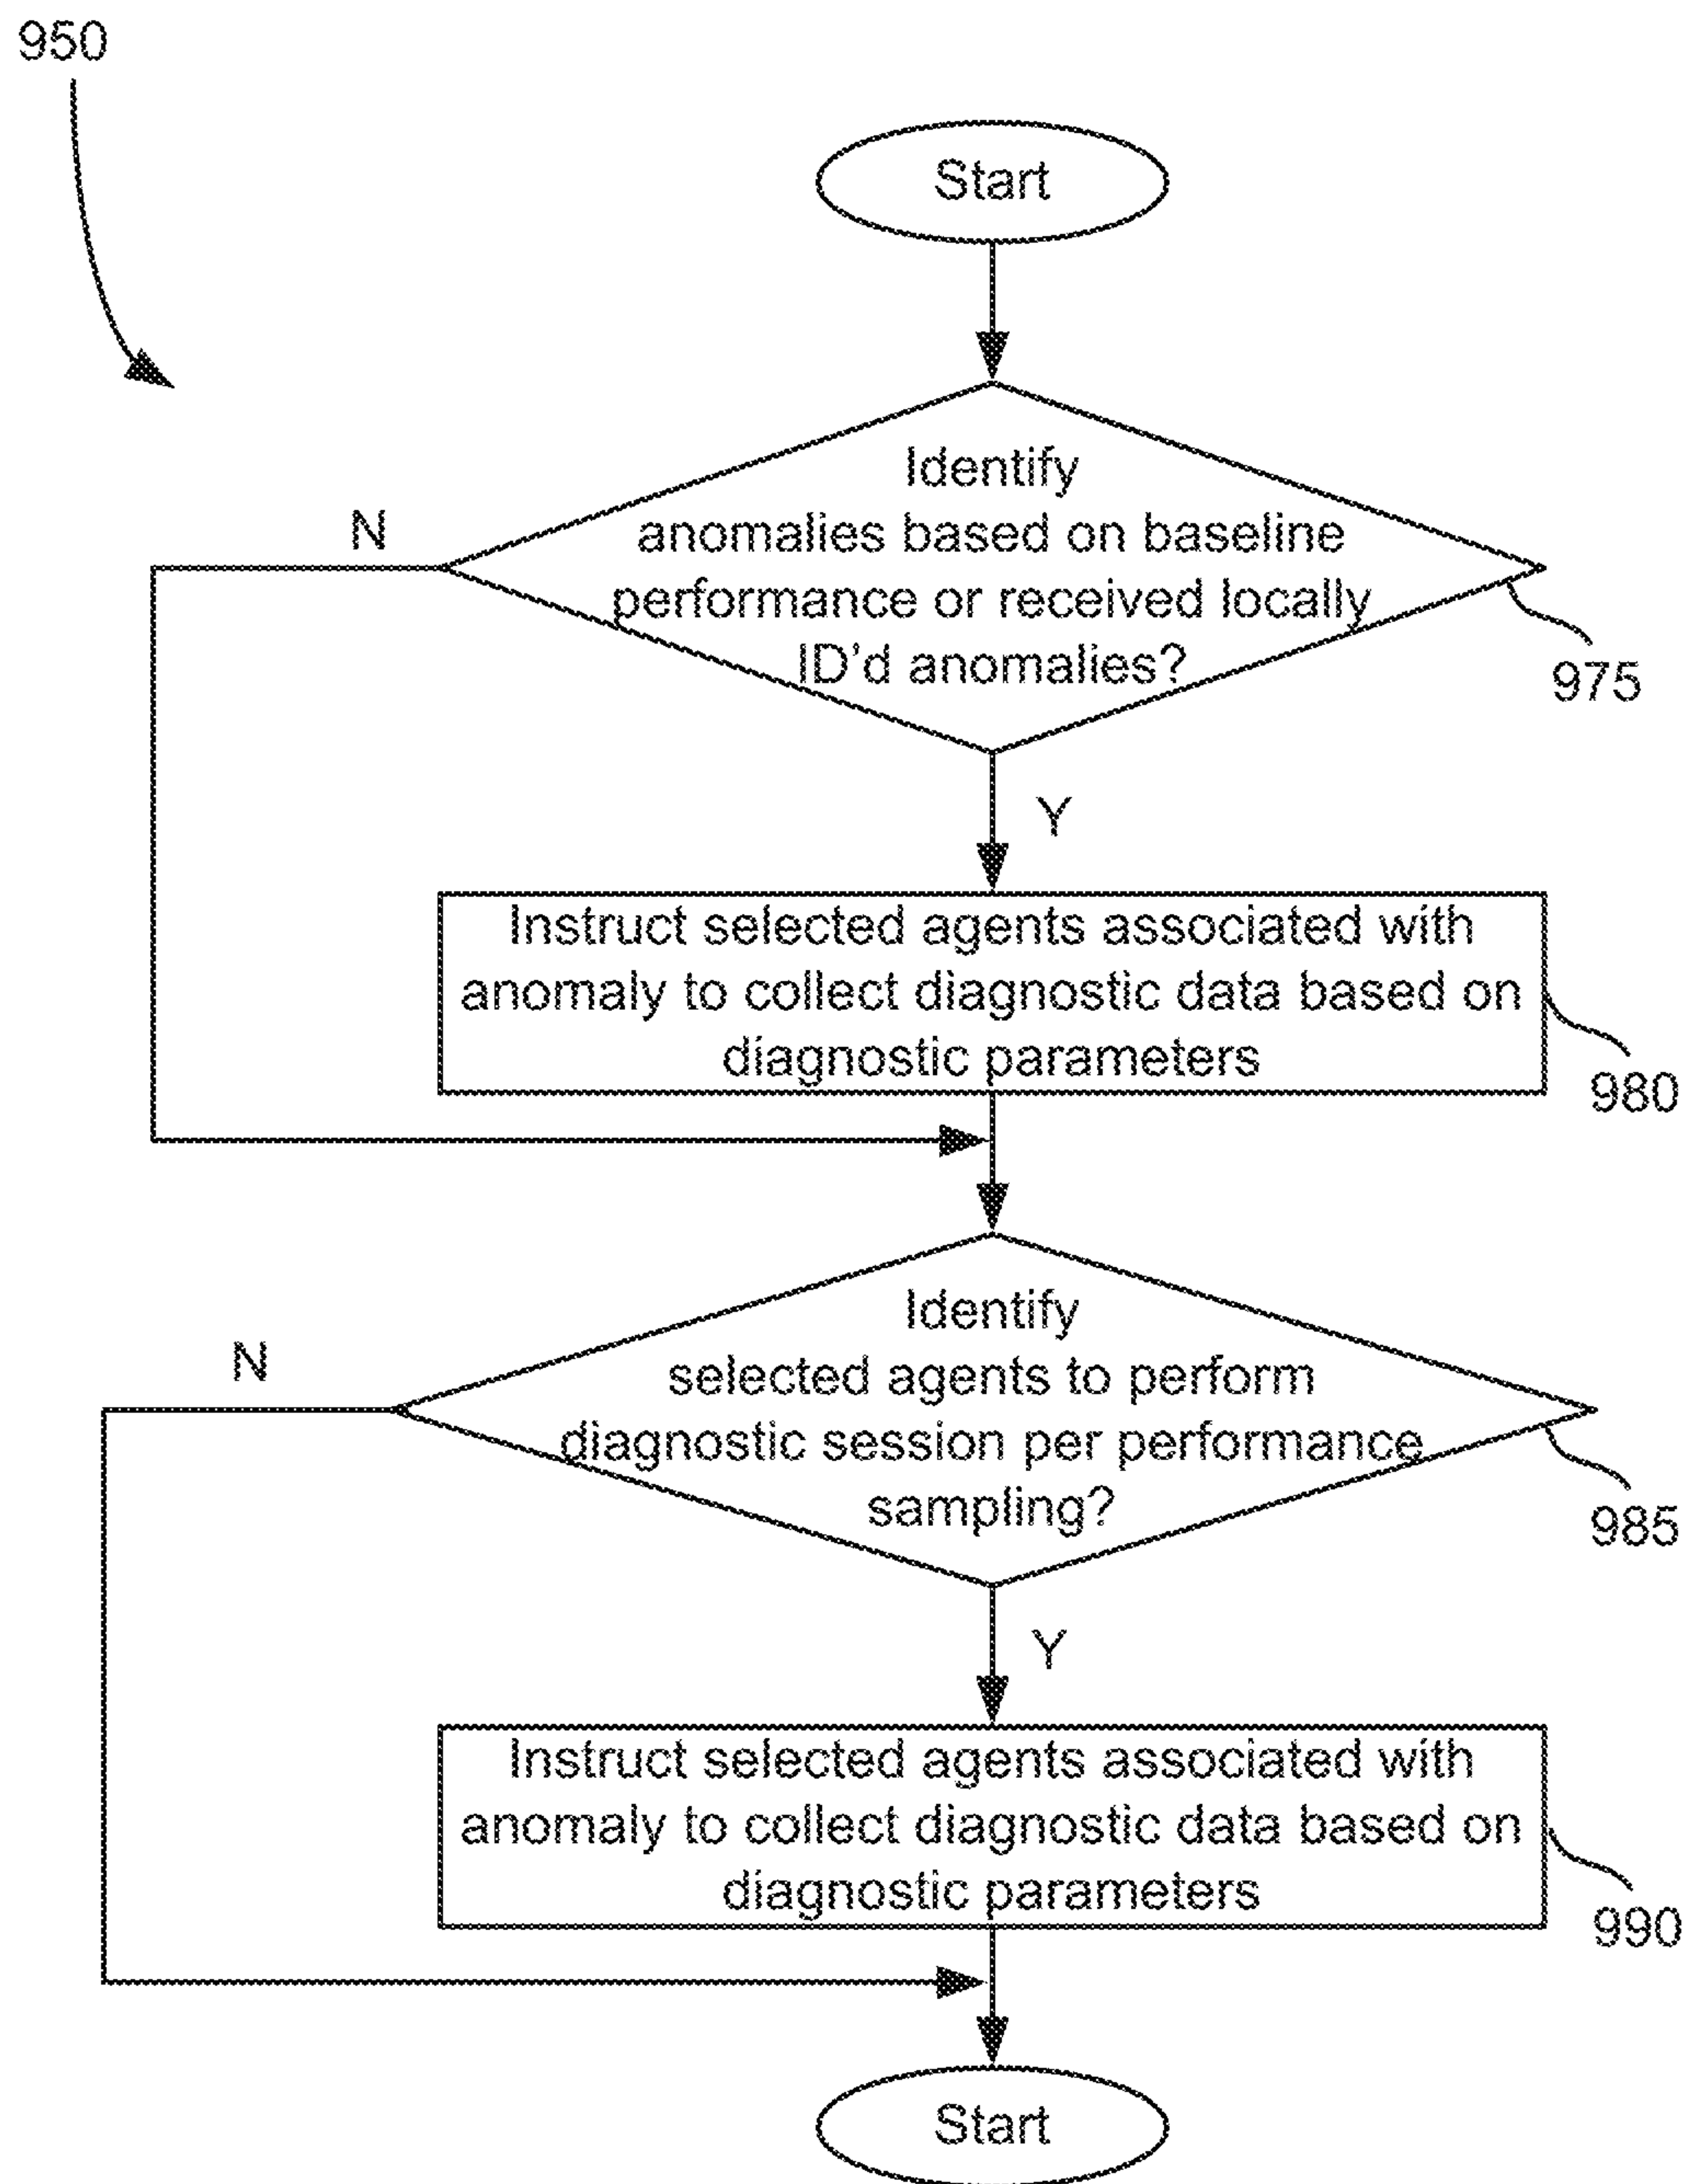 950
Start
Identify
anomalies based on baseline
performance or received locally
ID'd anomalies?
N
975
Y
Instruct selected agents associated with
anomaly to collect diagnostic data based on
diagnostic parameters
980
Identify
selected agents to perform
diagnostic session per performance
sampling?
N
985
Y
Instruct selected agents associated with
anomaly to collect diagnostic data based on
diagnostic parameters
990
Start